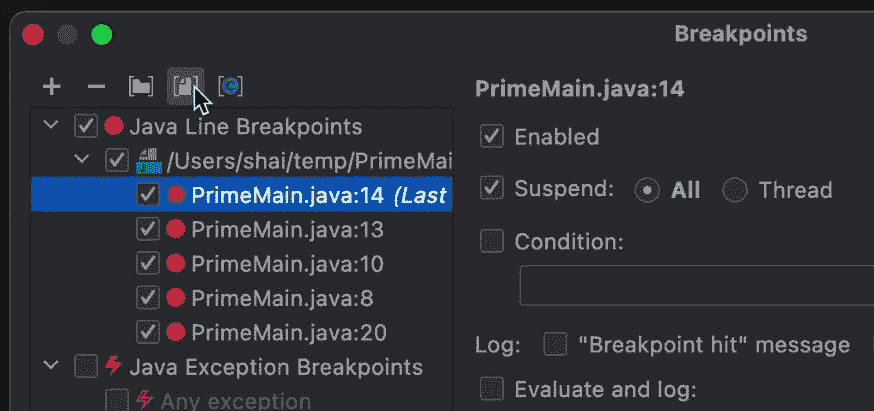 Breakpoints
Java Line Breakpoints
/Users/shai/temp/PrimeMai
PrimeMain.java:14 (Last
PrimeMain.java:13
PrimeMain.java:10
PrimeMain.java:8
PrimeMain.java:20
Java Exception Breakpoints
Any exception
PrimeMain.java:14
Enabled
Suspend: All Thread
Condition:
Log: "Breakpoint hit" message
Evaluate and log: